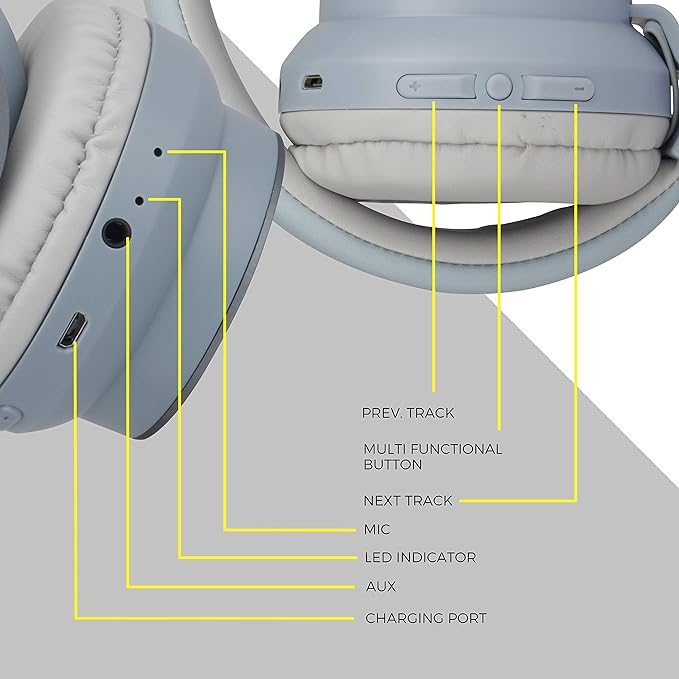 PREV. TRACK
MULTI FUNCTIONAL
BUTTON
NEXT TRACK
MIC
LED INDICATOR
AUX
CHARGING PORT